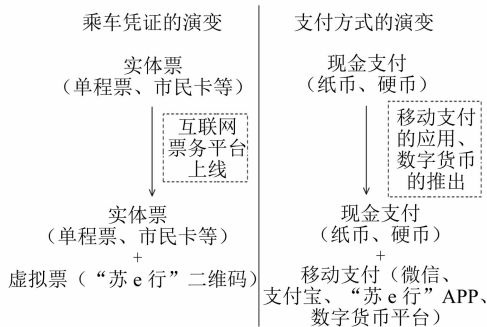 乘车凭证的演变
实体票
（单程票、市民卡等）
互联网
票务平台
上线
实体票
（单程票、市民卡等）
+
虚拟票（“苏e行”二维码）
支付方式的演变
现金支付
（纸币、硬币）
移动支付
的应用、
数字货币
的推出
现金支付
（纸币、硬币）
+
移动支付（微信、
支付宝、“苏e行”APP、
数字货币平台）